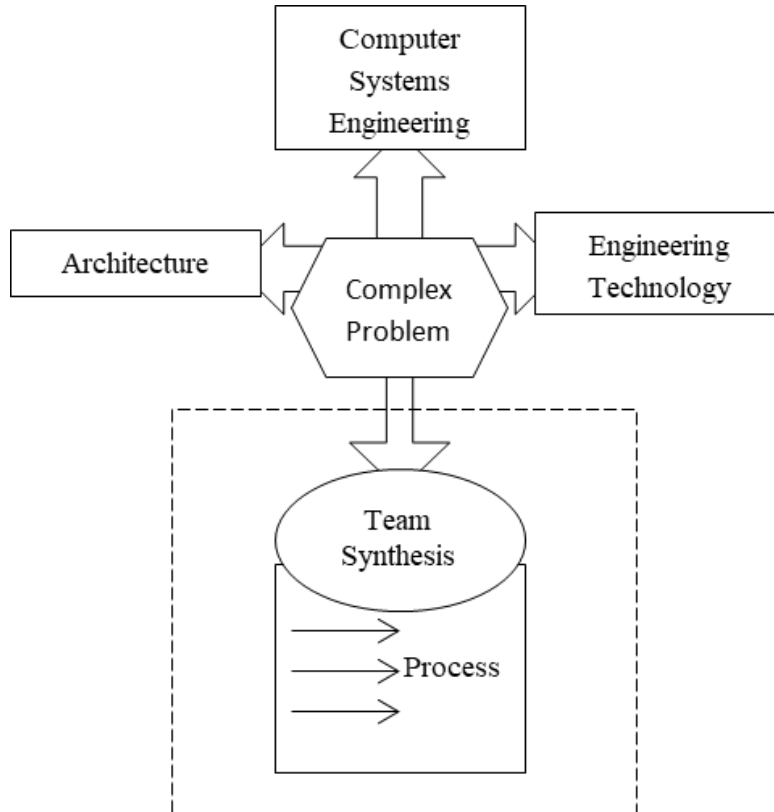 Computer
Systems
Engineering
Architecture
Engineering
Technology
Complex
Problem
Team
Synthesis
Process